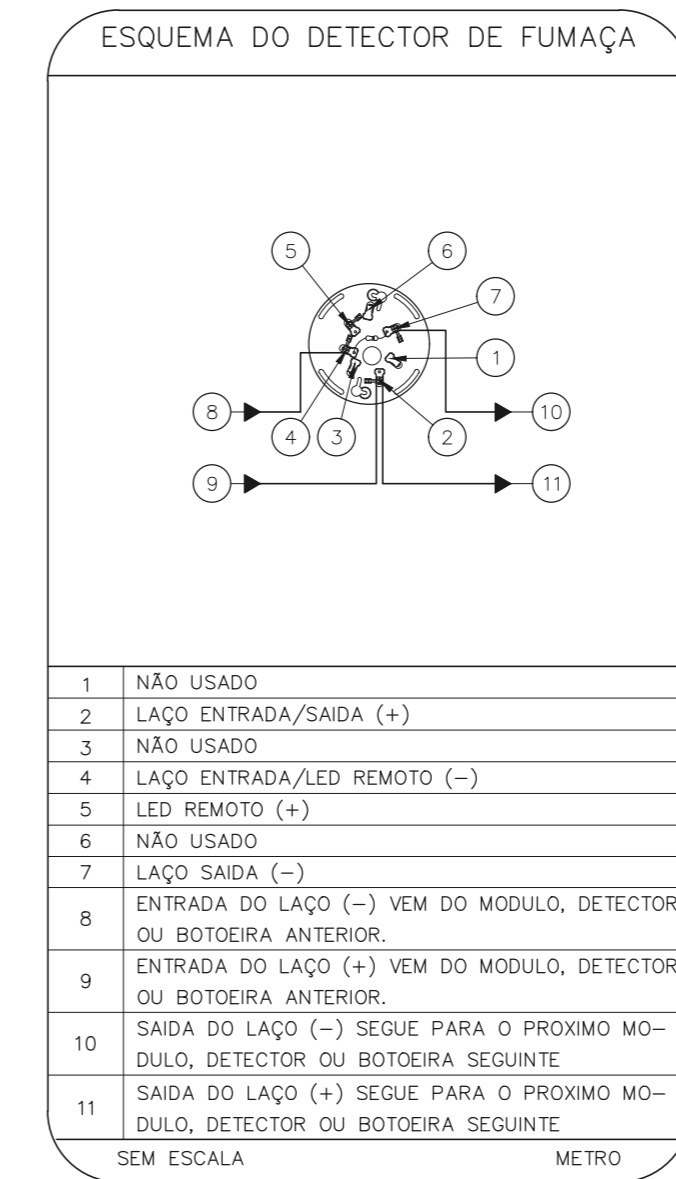 ESQUEMA DO DETECTOR DE FUMAÇA
5
6
7
1
8
10
4
3
2
9
11
1 NÃO USADO
2 LAÇO ENTRADA/SAIDA (+)
3 NÃO USADO
4 LAÇO ENTRADA/LED REMOTO (−)
5 LED REMOTO (+)
6 NÃO USADO
7 LAÇO SAIDA (−)
8 ENTRADA DO LAÇO (−) VEM DO MODULO, DETECTOR
OU BOTOEIRA ANTERIOR.
9 ENTRADA DO LAÇO (+) VEM DO MODULO, DETECTOR
OU BOTOEIRA ANTERIOR.
10 SAIDA DO LAÇO (−) SEGUE PARA O PROXIMO MO−
DULO, DETECTOR OU BOTOEIRA SEGUINTE
11 SAIDA DO LAÇO (+) SEGUE PARA O PROXIMO MO−
DULO, DETECTOR OU BOTOEIRA SEGUINTE
SEM ESCALA METRO